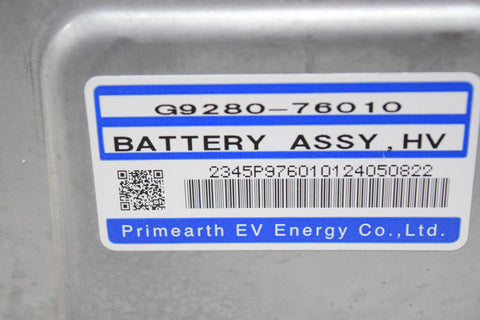 G9280-76010
BATTERY ASSY,HV
2345P976010124050822
Primearth EV Energy Co.,Ltd.